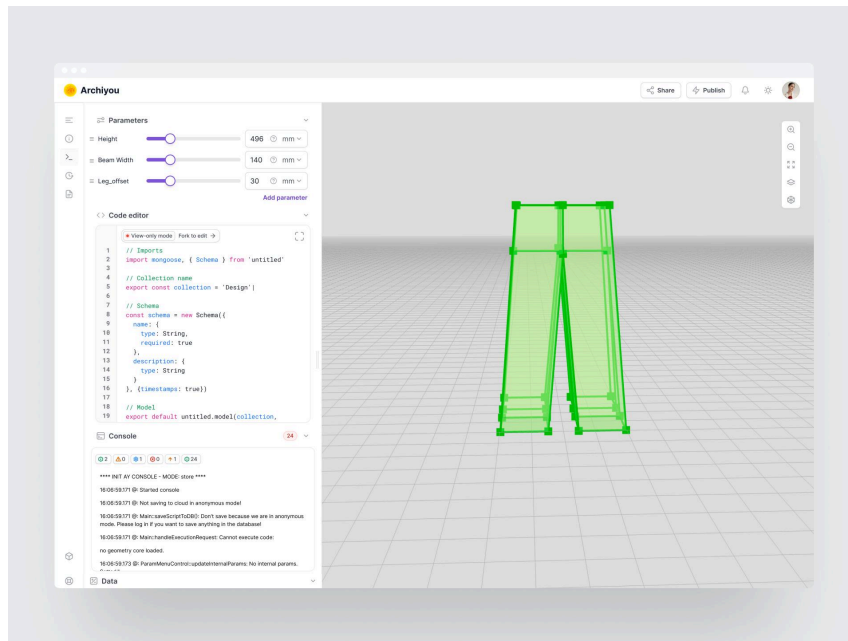 Archiyou
Share
Publish
Parameters
Height
496
mm
Beam Width
140
mm
Leg_offset
30
mm
Add parameter
<> Code editor
View-only mode
Fork to edit →
1 // Imports
2 import mongoose, { Schema } from 'untitled'
3
4 // Collection name
5 export const collection = 'Design'|
6
7 // Schema
8 const schema = new Schema({
9 name: {
10 type: String,
11 required: true
12 },
13 description: {
14 type: String
15 }
16 }, {timestamps: true})
17
18 // Model
19 export default untitled.model(collection,
Console
24
2 0 1 0 1 24
**** INIT AY CONSOLE - MODE: store ****
16:06:59.171 @: Started console
16:06:59.171 @: Not saving to cloud in anonymous mode!
16:06:59.171 @: Main::saveScriptToDB(): Don't save because we are in anonymous
mode. Please log in if you want to save anything in the database!
16:06:59.171 @: Main::handleExecutionRequest: Cannot execute code:
no geometry core loaded.
16:06:59.173 @: ParamMenuControl::updateInternalParams: No internal params.
Data